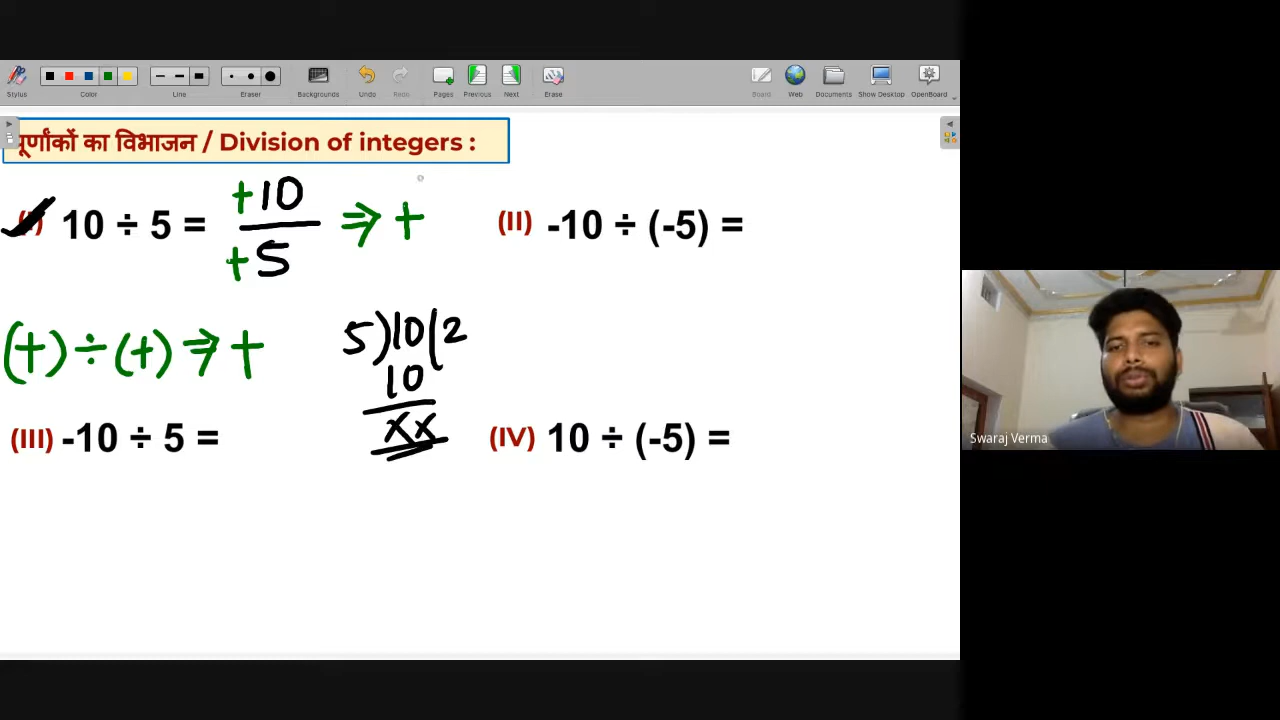 Stylus Color Line Eraser Backgrounds Undo Redo Pages Previous Next Erase Board Web Documents Show Desktop OpenBoard
पूर्णांकों का विभाजन / Division of integers :
(I) 10 ÷ 5 = +10 / +5 ⇒ +
(II) -10 ÷ (-5) =
(+) ÷ (+) ⇒ +
5)10(2
10
xx
(III) -10 ÷ 5 =
(IV) 10 ÷ (-5) =
Swaraj Verma